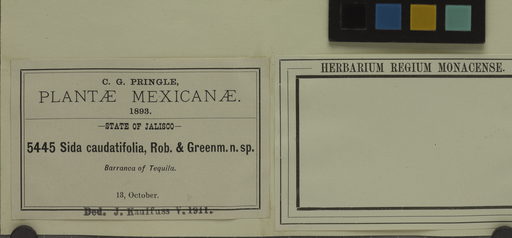 C. G. PRINGLE,
PLANTÆ MEXICANÆ.
1893.
—STATE OF JALISCO—
5445 Sida caudatifolia, Rob. & Greenm. n. sp.
Barranca of Tequila.
13, October.
Ded. J. Kaulfuss V. 1911.
HERBARIUM REGIUM MONACENSE.